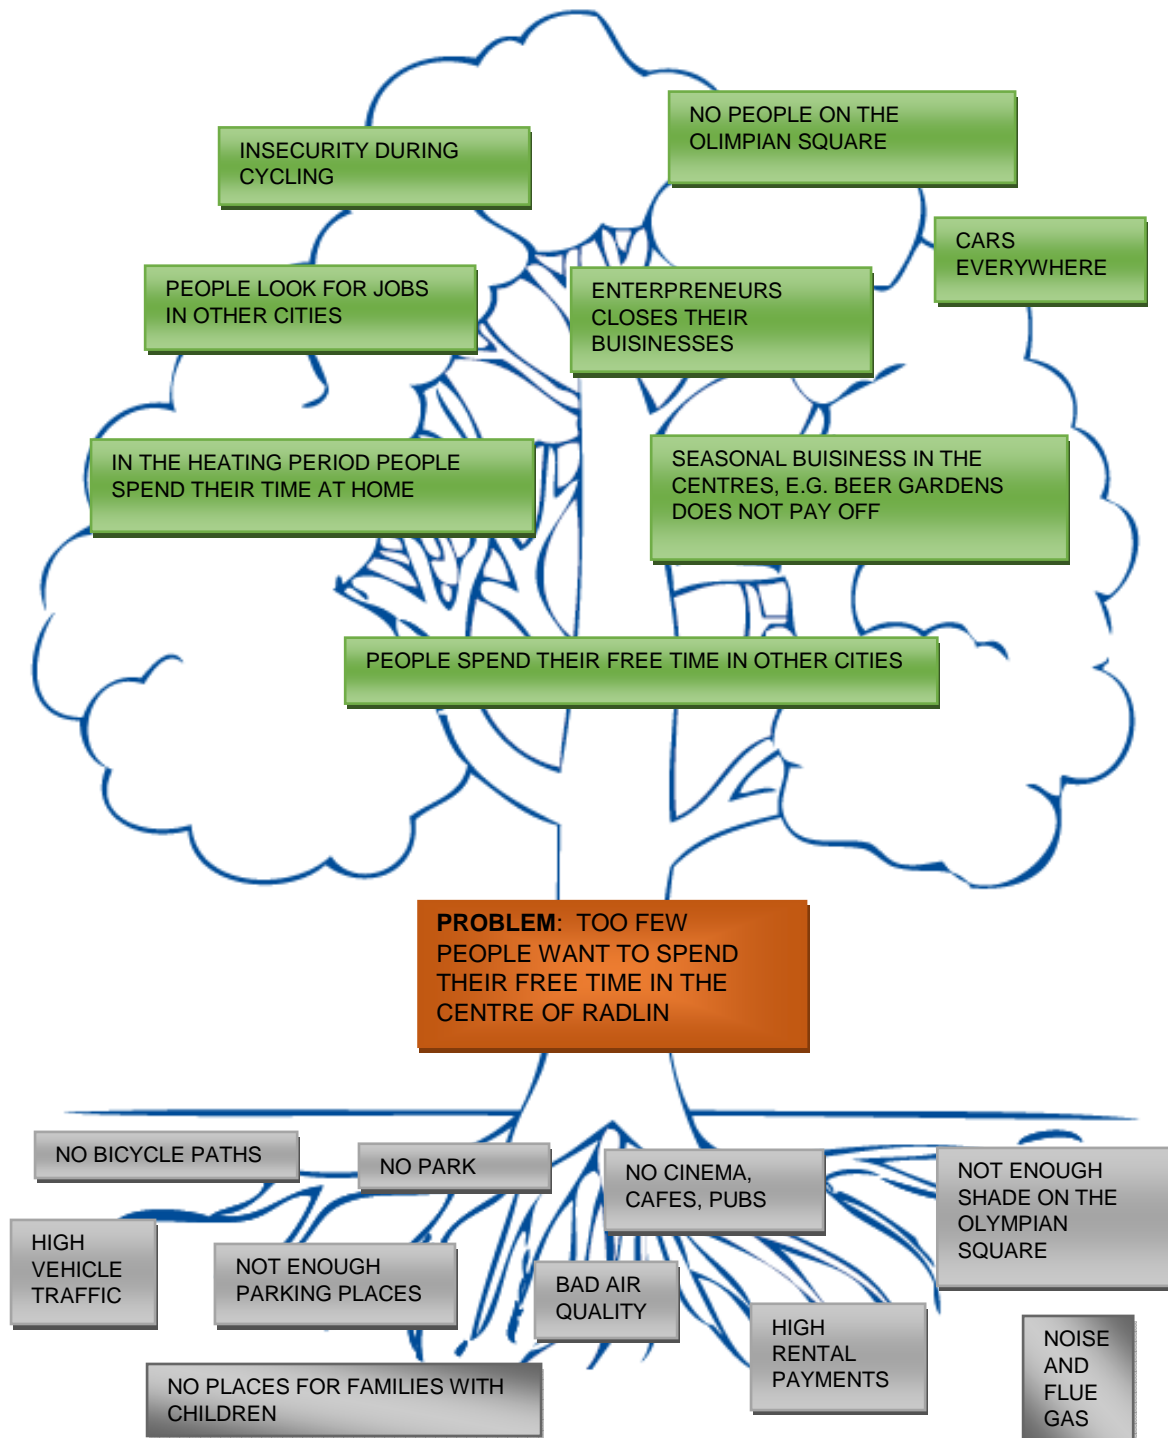 NO PEOPLE ON THE
OLIMPIAN SQUARE
INSECURITY DURING
CYCLING
CARS
EVERYWHERE
PEOPLE LOOK FOR JOBS
IN OTHER CITIES
ENTERPRENEURS
CLOSES THEIR
BUISINESSES
IN THE HEATING PERIOD PEOPLE
SPEND THEIR TIME AT HOME
SEASONAL BUISINESS IN THE
CENTRES, E.G. BEER GARDENS
DOES NOT PAY OFF
PEOPLE SPEND THEIR FREE TIME IN OTHER CITIES
PROBLEM: TOO FEW
PEOPLE WANT TO SPEND
THEIR FREE TIME IN THE
CENTRE OF RADLIN
NO BICYCLE PATHS
NO PARK
NO CINEMA,
CAFES, PUBS
NOT ENOUGH
SHADE ON THE
OLYMPIAN
SQUARE
HIGH
VEHICLE
TRAFFIC
NOT ENOUGH
PARKING PLACES
BAD AIR
QUALITY
HIGH
RENTAL
PAYMENTS
NOISE
AND
FLUE
GAS
NO PLACES FOR FAMILIES WITH
CHILDREN